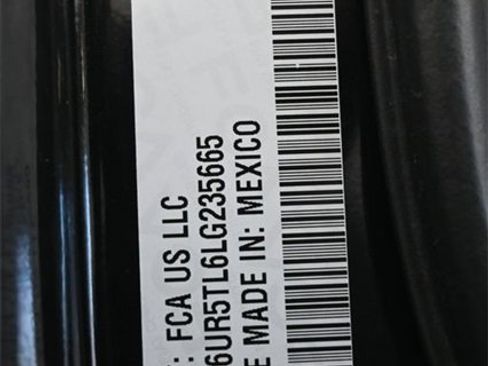 : FCA US LLC
6UR5TL6LG235665
E MADE IN: MEXICO